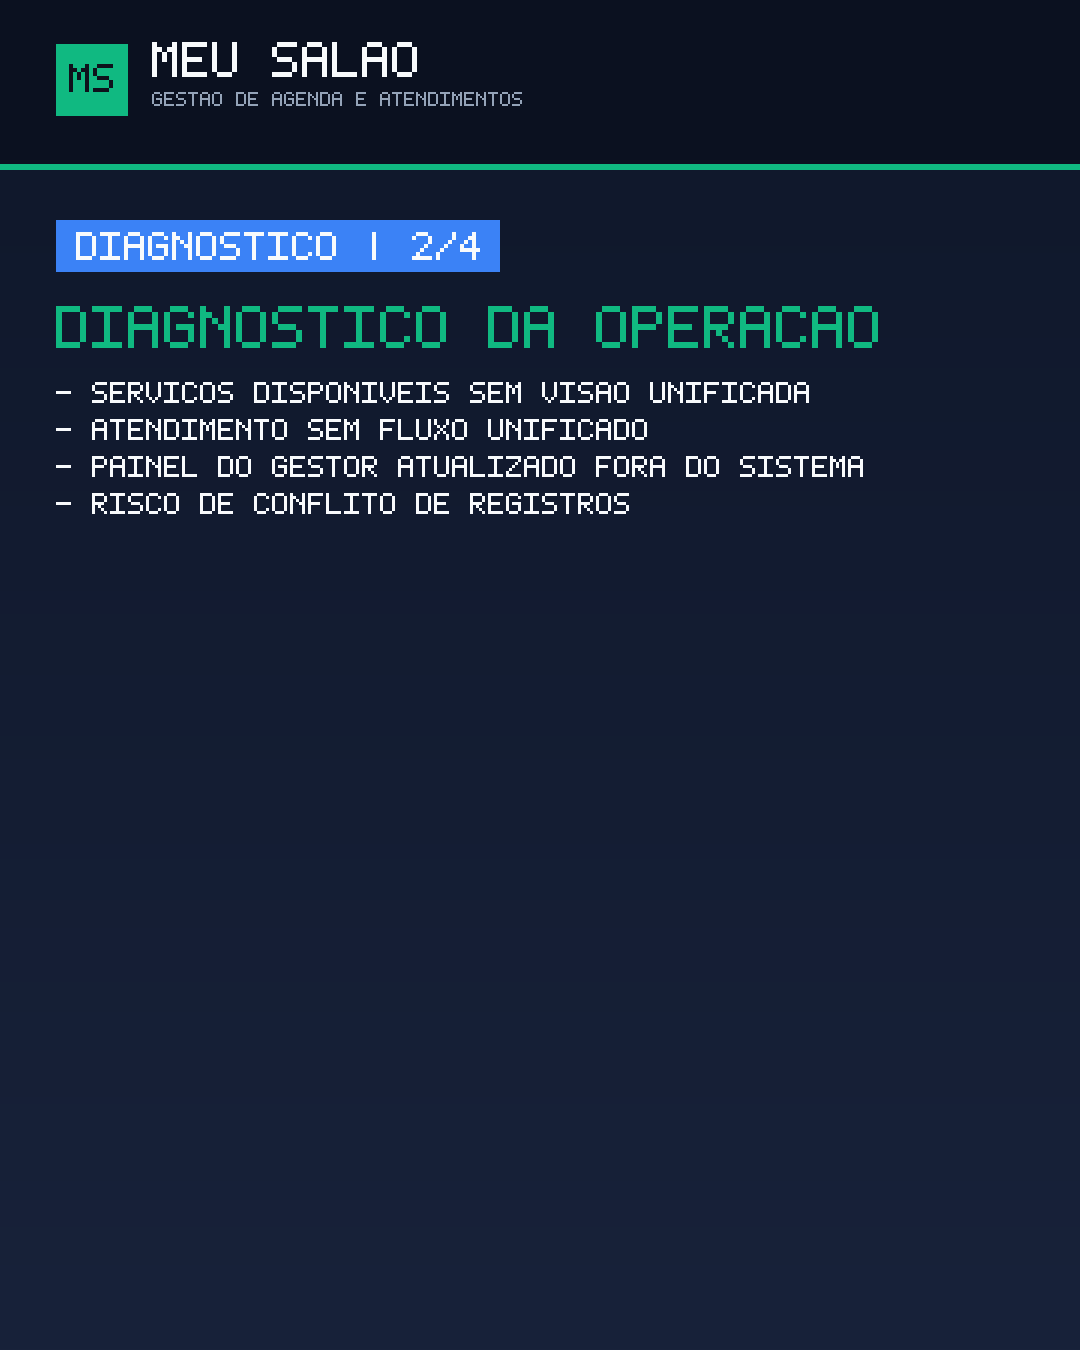 MS
MEU SALAO
GESTAO DE AGENDA E ATENDIMENTOS
DIAGNOSTICO | 2/4
DIAGNOSTICO DA OPERACAO
- SERVICOS DISPONIVEIS SEM VISAO UNIFICADA
- ATENDIMENTO SEM FLUXO UNIFICADO
- PAINEL DO GESTOR ATUALIZADO FORA DO SISTEMA
- RISCO DE CONFLITO DE REGISTROS